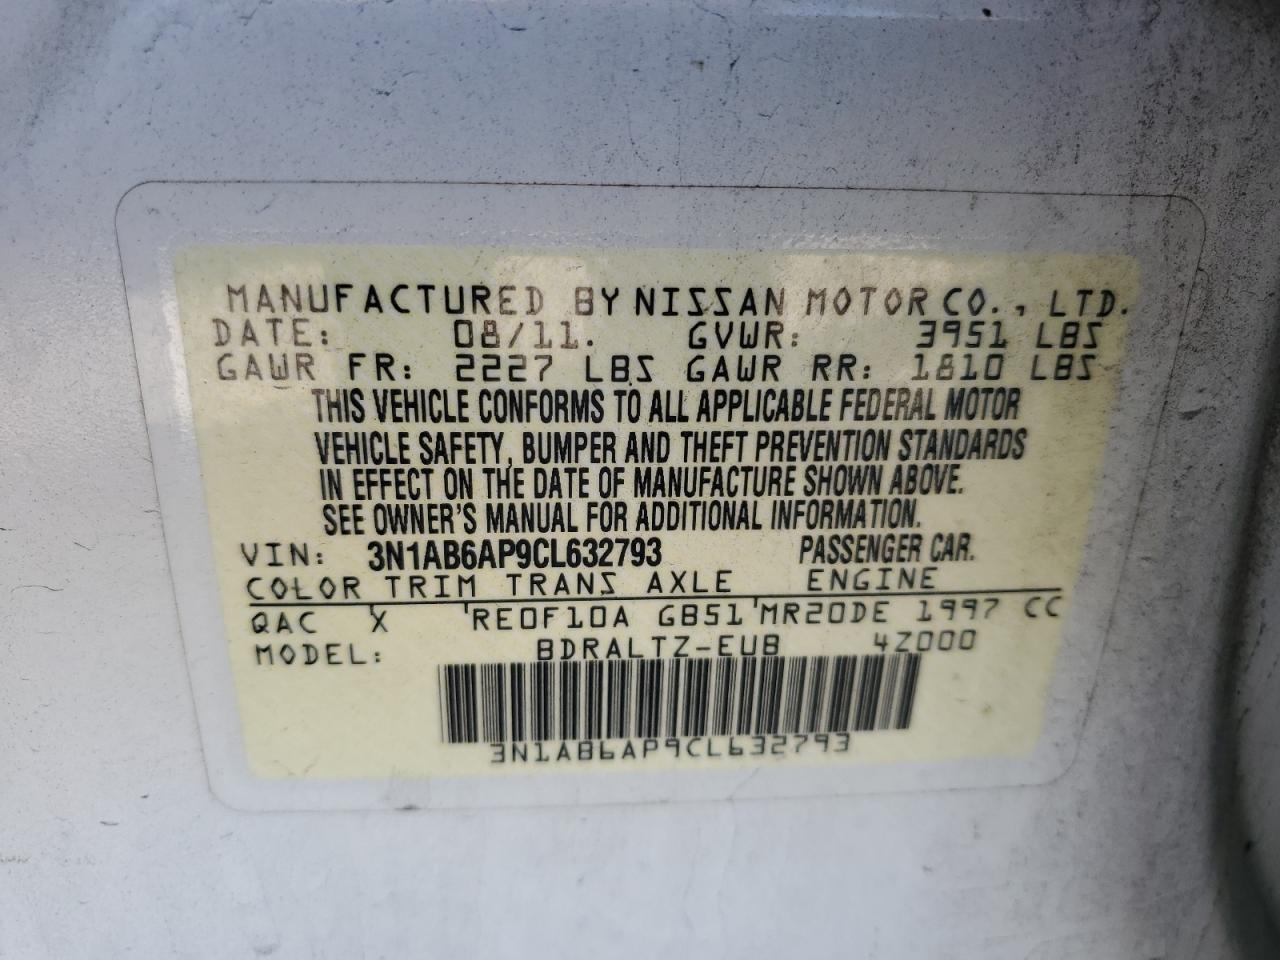 MANUFACTURED BY NISSAN MOTOR CO., LTD.
DATE: 08/11. GVWR: 3951 LBS
GAWR FR: 2227 LBS GAWR RR: 1810 LBS
THIS VEHICLE CONFORMS TO ALL APPLICABLE FEDERAL MOTOR
VEHICLE SAFETY, BUMPER AND THEFT PREVENTION STANDARDS
IN EFFECT ON THE DATE OF MANUFACTURE SHOWN ABOVE.
SEE OWNER'S MANUAL FOR ADDITIONAL INFORMATION.
VIN: 3N1AB6AP9CL632793 PASSENGER CAR.
COLOR TRIM TRANS AXLE ENGINE
QAC X RE0F10A GB51 MR20DE 1997 CC
MODEL: BDRALTZ-EUB 4Z000
3N1AB6AP9CL632793